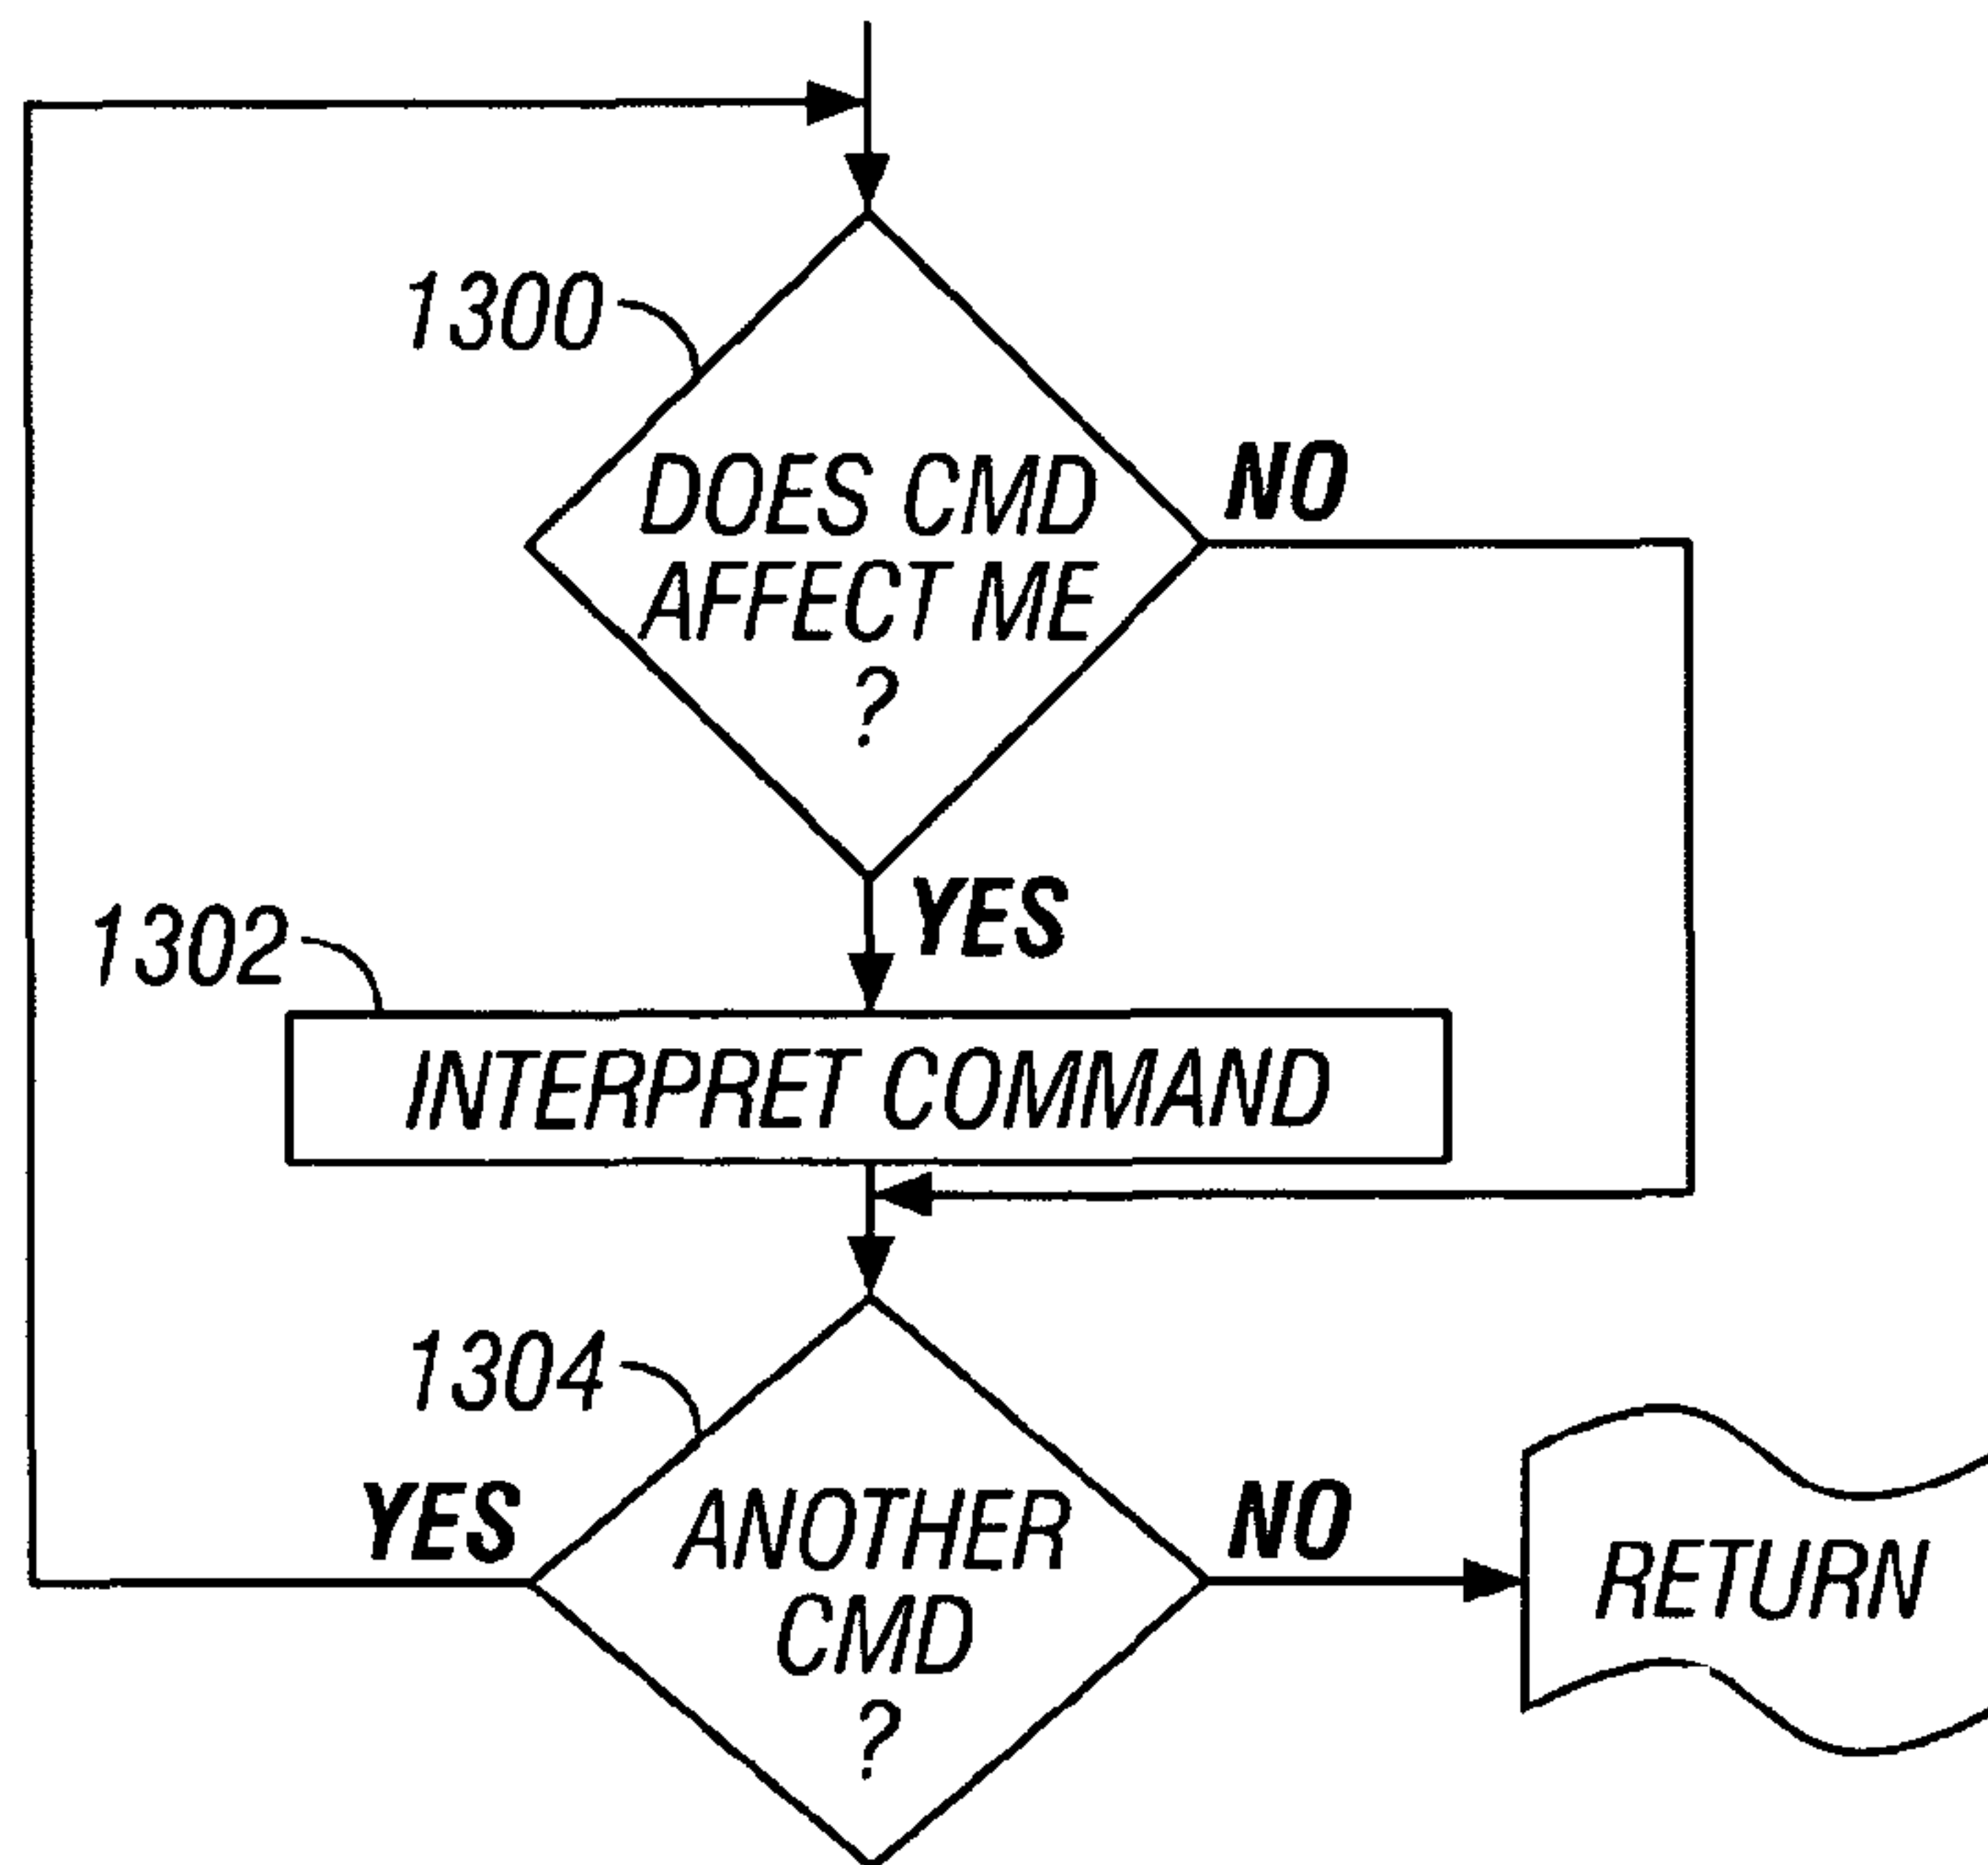 1300
DOES CMD
AFFECT ME
?
NO
YES
1302
INTERPRET COMMAND
1304
YES
ANOTHER
CMD
?
NO
RETURN